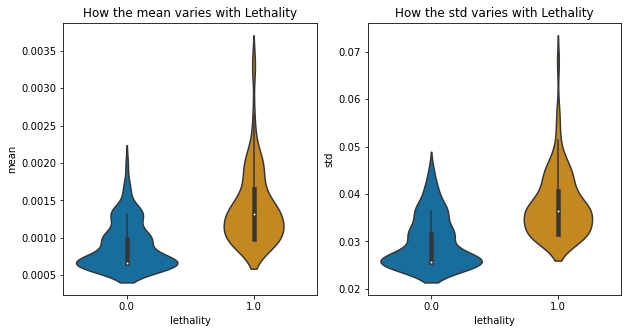 How the mean varies with Lethality
mean
0.0035
0.0030
0.0025
0.0020
0.0015
0.0010
0.0005
0.0
1.0
lethality
How the std varies with Lethality
std
0.07
0.06
0.05
0.04
0.03
0.02
0.0
1.0
lethality